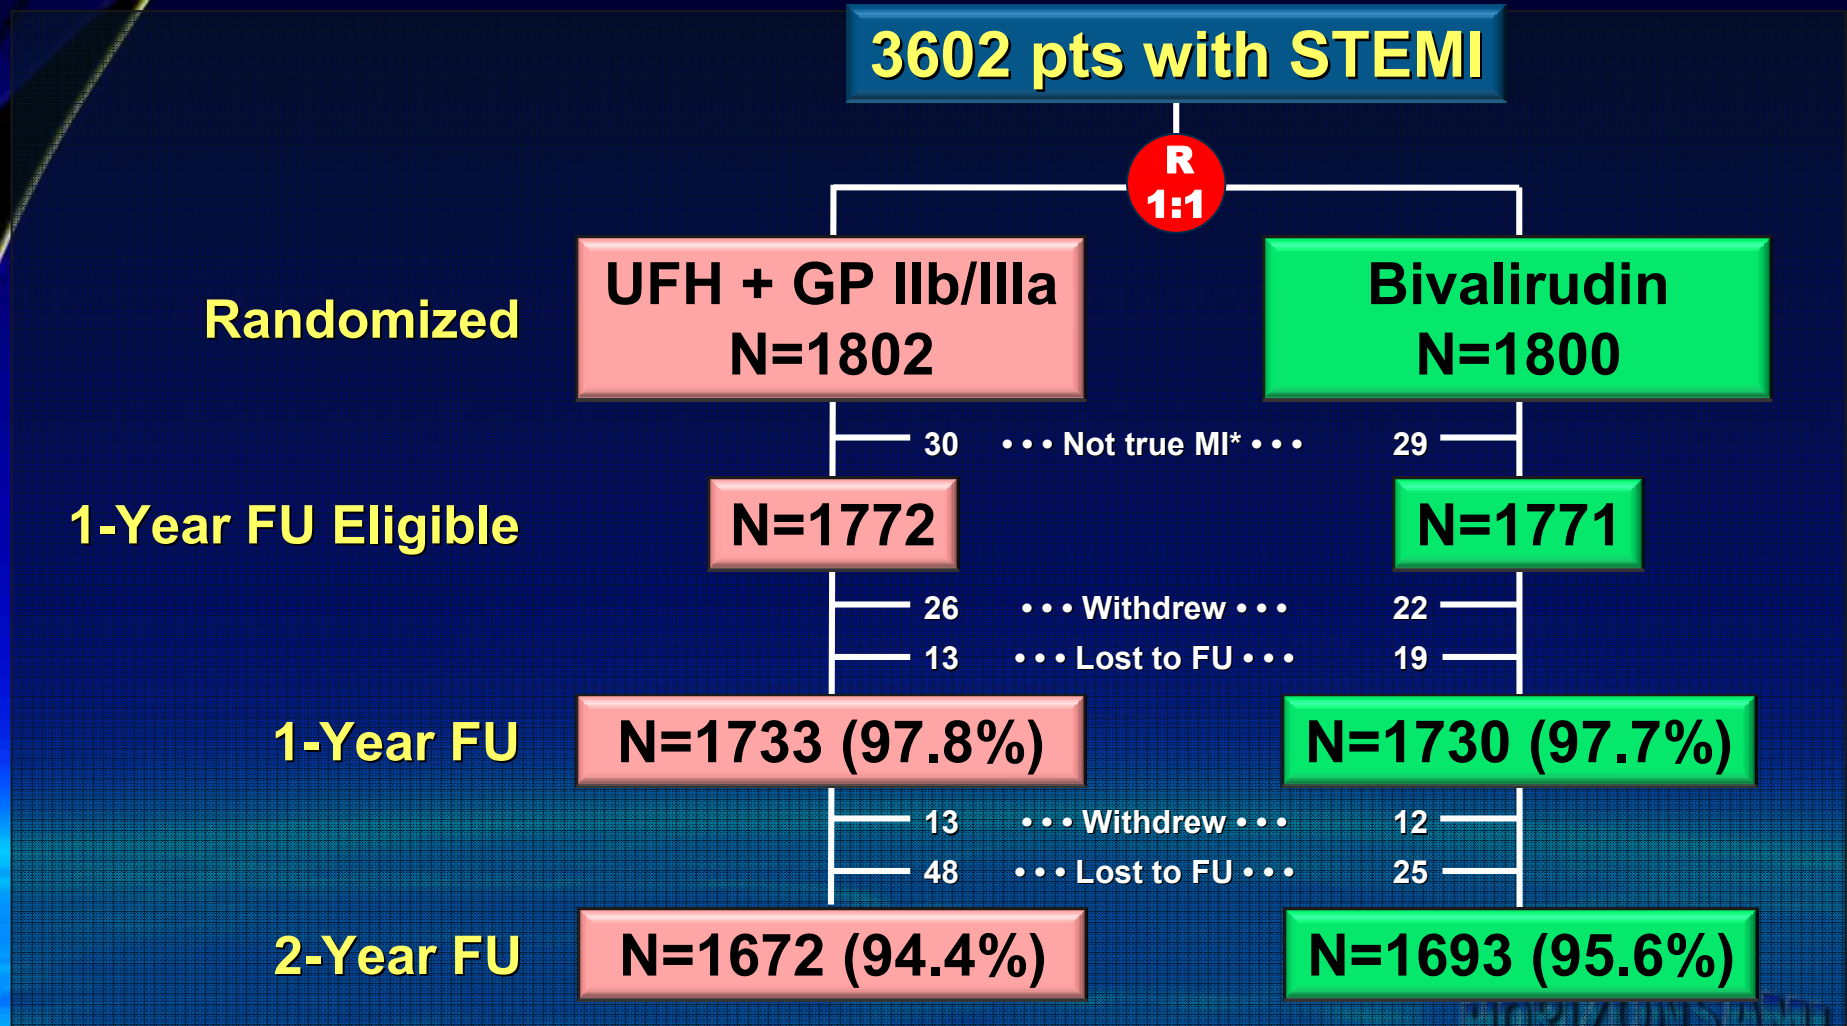 3602 pts with STEMI
R
1:1
Randomized
UFH + GP IIb/IIIa
N=1802
Bivalirudin
N=1800
30 • • • Not true MI* • • • 29
1-Year FU Eligible N=1772 N=1771
26 • • • Withdrew • • • 22
13 • • • Lost to FU • • • 19
1-Year FU N=1733 (97.8%) N=1730 (97.7%)
13 • • • Withdrew • • • 12
48 • • • Lost to FU • • • 25
2-Year FU N=1672 (94.4%) N=1693 (95.6%)